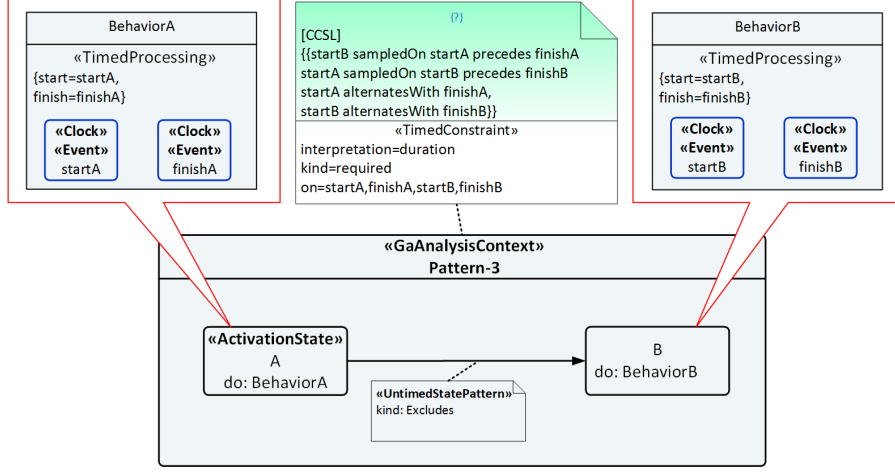 BehaviorA
«TimedProcessing»
{start=startA,
finish=finishA}
«Clock»
«Event»
startA
«Clock»
«Event»
finishA
{?}
[CCSL]
{{startB sampledOn startA precedes finishA
startA sampledOn startB precedes finishB
startA alternatesWith finishA,
startB alternatesWith finishB}}
«TimedConstraint»
interpretation=duration
kind=required
on=startA,finishA,startB,finishB
BehaviorB
«TimedProcessing»
{start=startB,
finish=finishB}
«Clock»
«Event»
startB
«Clock»
«Event»
finishB
«GaAnalysisContext»
Pattern-3
«ActivationState»
A
do: BehaviorA
B
do: BehaviorB
«UntimedStatePattern»
kind: Excludes